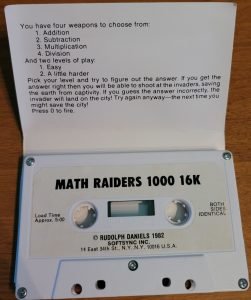 You have four weapons to choose from:
1. Addition
2. Subtraction
3. Multiplication
4. Division
And two levels of play:
1. Easy
2. A little harder
Pick your level and try to figure out the answer. If you get the
answer right then you will be able to shoot at the invaders, saving
the earth from captivity. If you guess the answer incorrectly, the
invader will land on the city! Try again anyway—the next time you
might save the city!
Press 0 to fire.
MATH RAIDERS 1000 16K
Load Time
Approx. 5:00
BOTH
SIDES
IDENTICAL
© RUDOLPH DANIELS 1982
SOFTSYNC INC.
14 East 34th St., N.Y. N.Y. 10016 U.S.A.